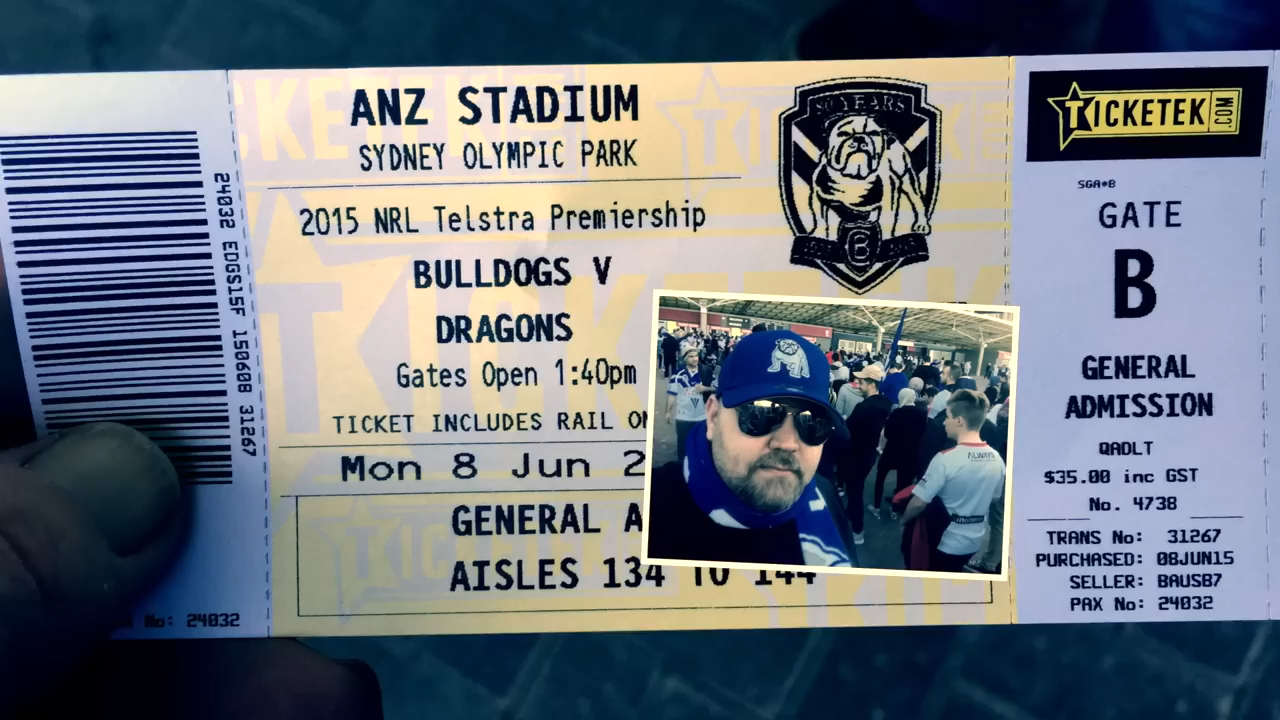 24032 EDGS15F 150608 31267
No: 24032
ANZ STADIUM
SYDNEY OLYMPIC PARK
2015 NRL Telstra Premiership
BULLDOGS V
DRAGONS
Gates Open 1:40pm
TICKET INCLUDES RAIL
Mon 8 Jun 2
GENERAL A
AISLES 134 TO 144
80 YEARS
B
ALWAYS
TICKETEK.COM
SGA*B
GATE
B
GENERAL
ADMISSION
QADLT
$35.00 inc GST
No. 4738
TRANS No: 31267
PURCHASED: 08JUN15
SELLER: BAUSB7
PAX No: 24032